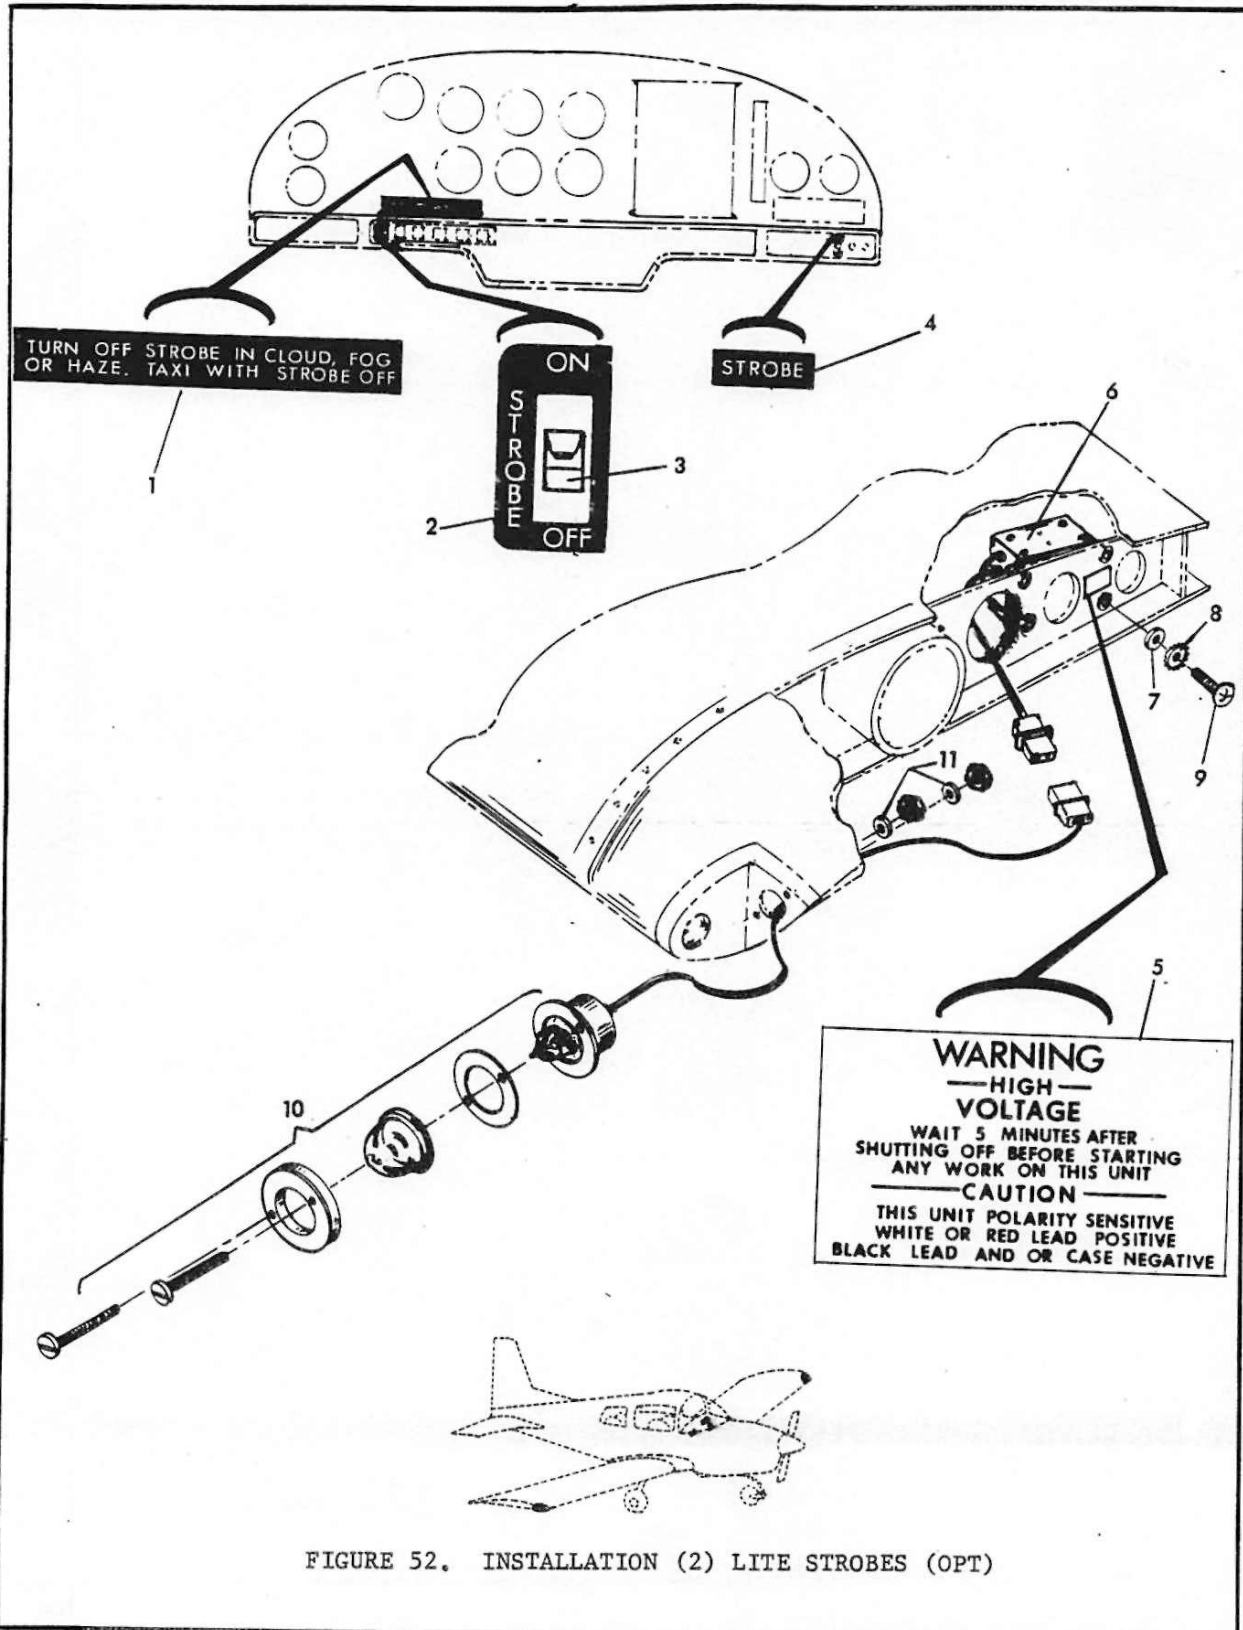 TURN OFF STROBE IN CLOUD, FOG
OR HAZE. TAXI WITH STROBE OFF
1
ON
STROBE
OFF
2
3
STROBE
4
6
8
7
9
11
5
WARNING
HIGH
VOLTAGE
WAIT 5 MINUTES AFTER
SHUTTING OFF BEFORE STARTING
ANY WORK ON THIS UNIT
CAUTION
THIS UNIT POLARITY SENSITIVE
WHITE OR RED LEAD POSITIVE
BLACK LEAD AND OR CASE NEGATIVE
10
FIGURE 52. INSTALLATION (2) LITE STROBES (OPT)